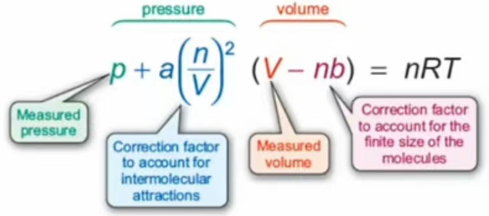 pressure volume
p + a(n/V)² (V – nb) = nRT
Measured
pressure
Correction factor
to account for
intermolecular
attractions
Measured
volume
Correction factor
to account for the
finite size of the
molecules